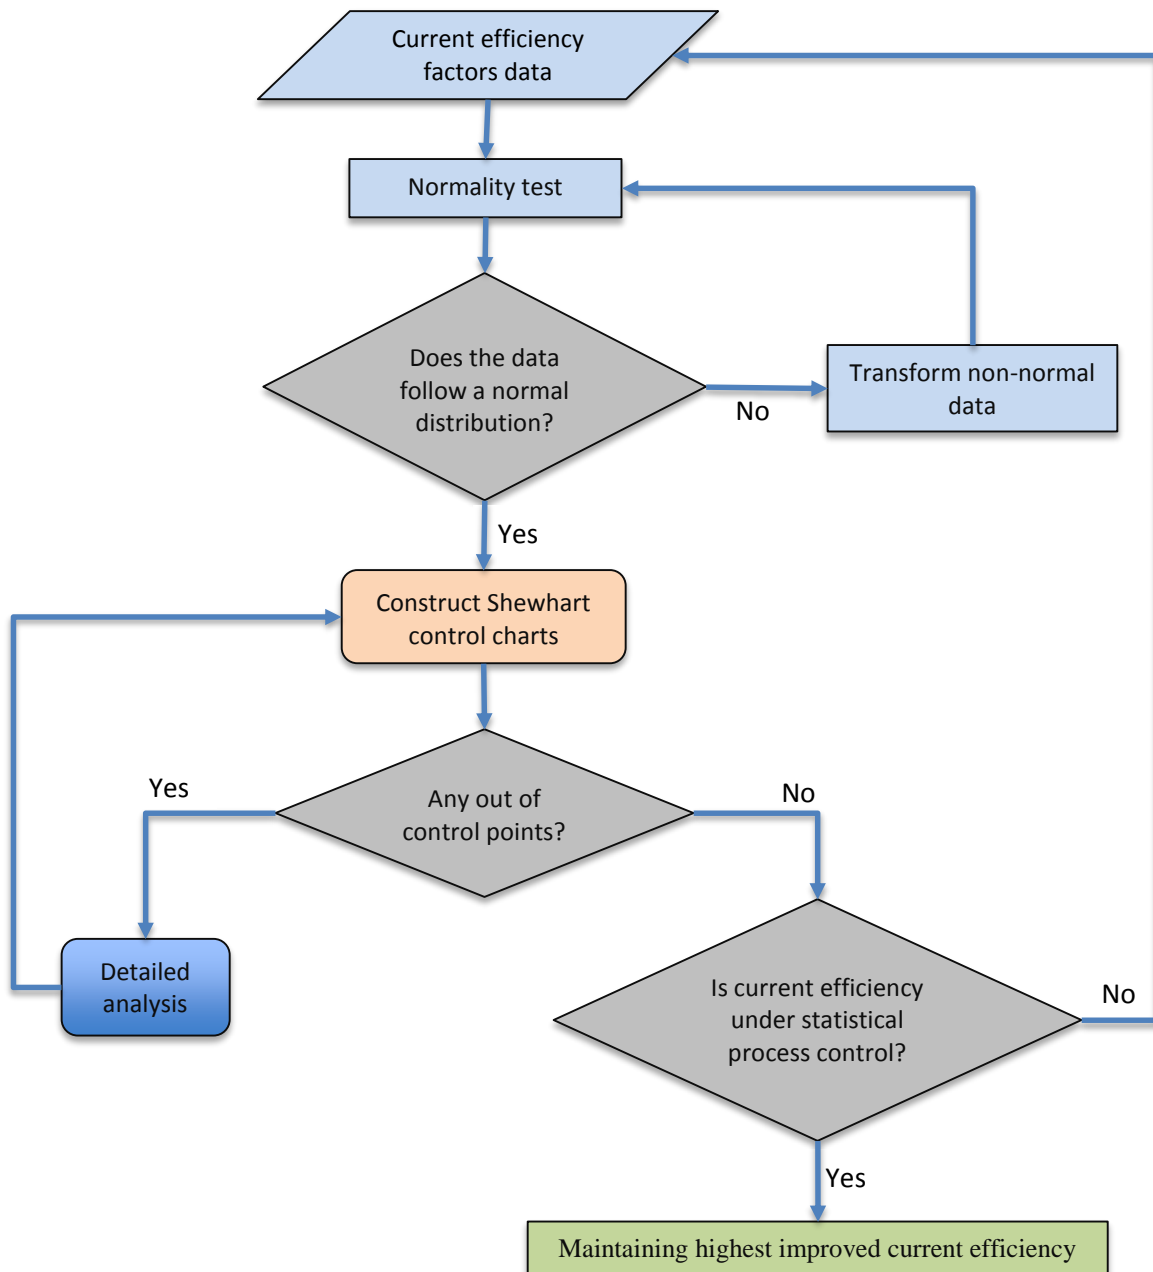 Current efficiency
factors data
Normality test
Does the data
follow a normal
distribution?
No
Transform non-normal
data
Yes
Construct Shewhart
control charts
Yes
Any out of
control points?
No
Detailed
analysis
Is current efficiency
under statistical
process control?
No
Yes
Maintaining highest improved current efficiency